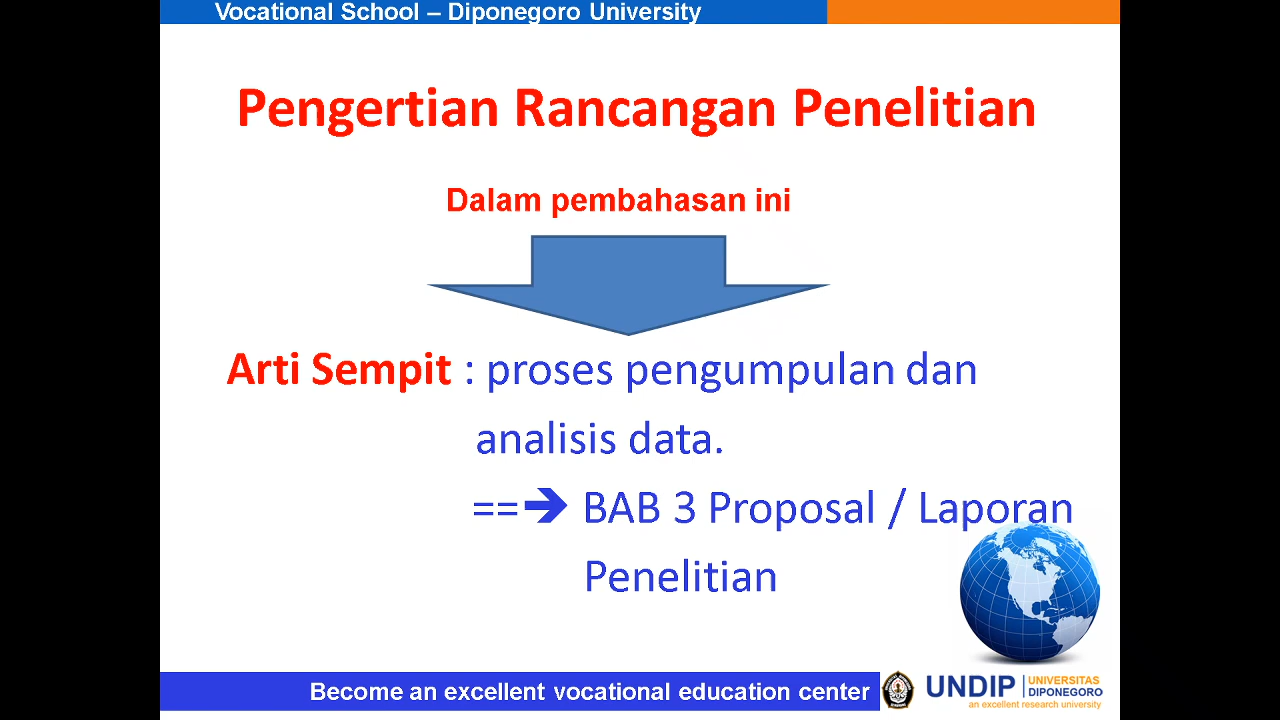 Vocational School – Diponegoro University
Pengertian Rancangan Penelitian
Dalam pembahasan ini
Arti Sempit : proses pengumpulan dan
analisis data.
==➔ BAB 3 Proposal / Laporan
Penelitian
Become an excellent vocational education center
UNDIP
UNIVERSITAS
DIPONEGORO
an excellent research university